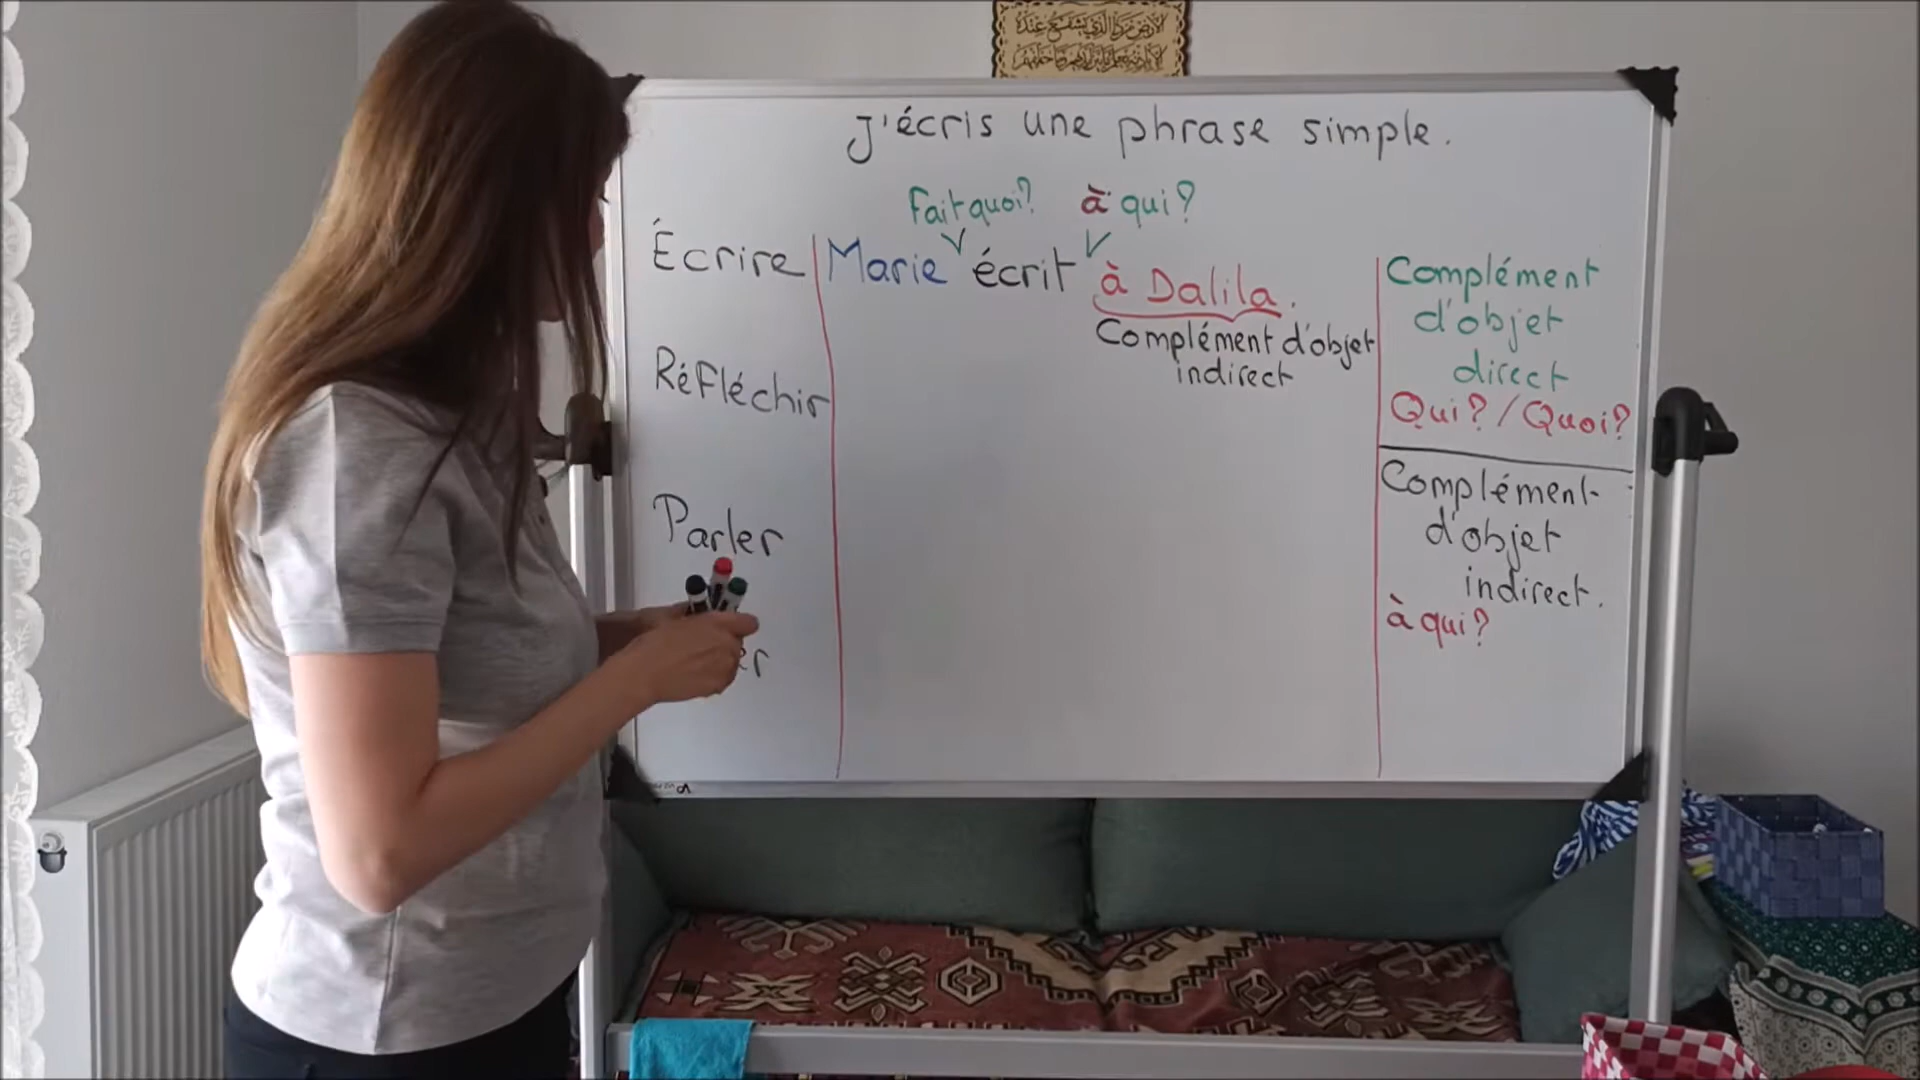 J'écris une phrase simple.
Fait quoi? à qui?
Écrire Marie écrit à Dalila.
Complément d'objet
indirect
Réfléchir
Parler
Complément
d'objet
direct
Qui? / Quoi?
Complément
d'objet
indirect.
à qui?